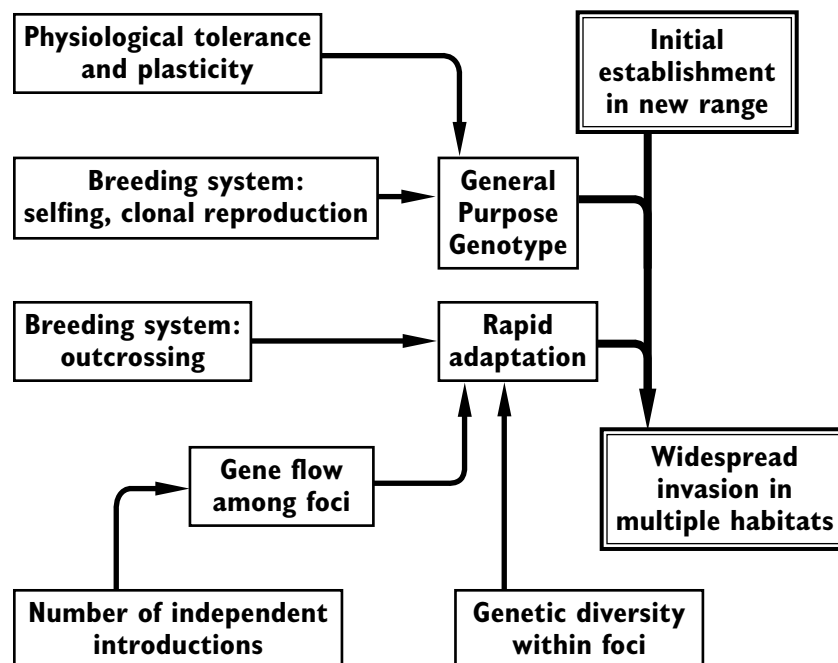 Physiological tolerance
and plasticity
Initial
establishment
in new range
Breeding system:
selfing, clonal reproduction
General
Purpose
Genotype
Breeding system:
outcrossing
Rapid
adaptation
Gene flow
among foci
Widespread
invasion in
multiple habitats
Number of independent
introductions
Genetic diversity
within foci